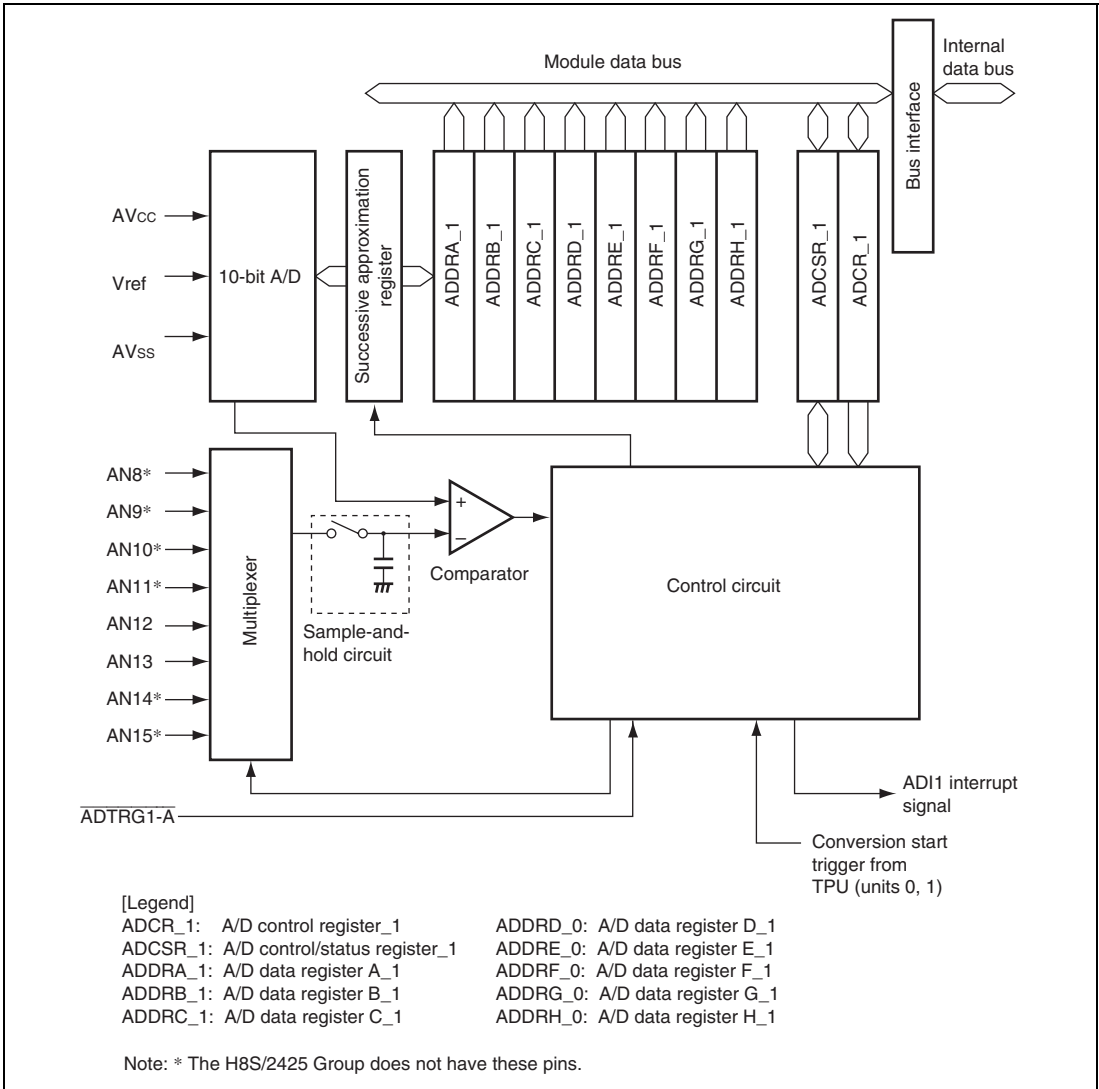 Module data bus
Internal
data bus
Bus interface
AVCC
Vref
AVSS
10-bit A/D
Successive approximation
register
ADDRA_1
ADDRB_1
ADDRC_1
ADDRD_1
ADDRE_1
ADDRF_1
ADDRG_1
ADDRH_1
ADCSR_1
ADCR_1
AN8*
AN9*
AN10*
AN11*
AN12
AN13
AN14*
AN15*
Multiplexer
+
−
Comparator
Sample-and-
hold circuit
Control circuit
ADTRG1-A
ADI1 interrupt
signal
Conversion start
trigger from
TPU (units 0, 1)
[Legend]
ADCR_1: A/D control register_1
ADCSR_1: A/D control/status register_1
ADDRA_1: A/D data register A_1
ADDRB_1: A/D data register B_1
ADDRC_1: A/D data register C_1
ADDRD_0: A/D data register D_1
ADDRE_0: A/D data register E_1
ADDRF_0: A/D data register F_1
ADDRG_0: A/D data register G_1
ADDRH_0: A/D data register H_1
Note: * The H8S/2425 Group does not have these pins.